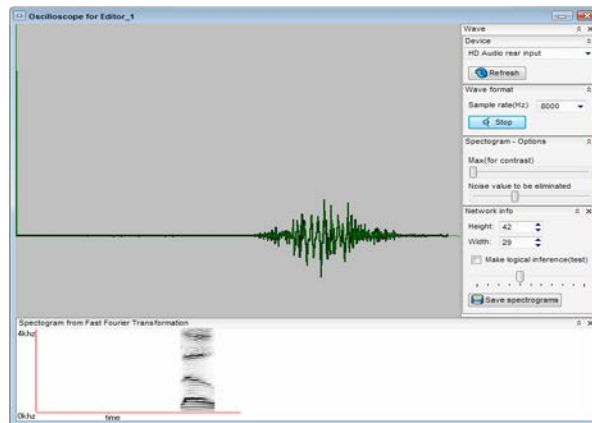 Oscilloscope for Editor_1
Wave
Device
HD Audio rear input
Refresh
Wave format
Sample rate(Hz) 8000
Stop
Spectrogram - Options
Max(for contrast)
Noise value to be eliminated
Network info
Height: 42
Width: 29
Make logical inference(test)
Save spectrograms
Spectrogram from Fast Fourier Transformation
4khz
0khz
time